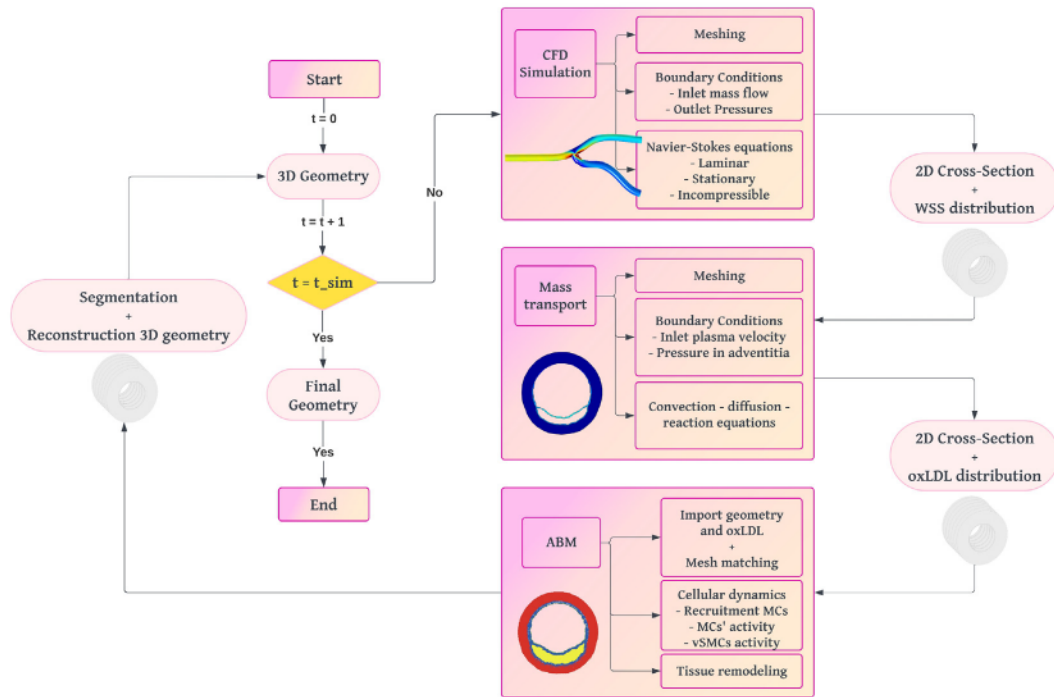 Start
t = 0
3D Geometry
t = t + 1
t = t_sim
No
Yes
Final
Geometry
Yes
End
CFD
Simulation
Meshing
Boundary Conditions
- Inlet mass flow
- Outlet Pressures
Navier-Stokes equations
- Laminar
- Stationary
- Incompressible
2D Cross-Section
+
WSS distribution
Mass
transport
Meshing
Boundary Conditions
- Inlet plasma velocity
- Pressure in adventitia
Convection - diffusion -
reaction equations
2D Cross-Section
+
oxLDL distribution
ABM
Import geometry
and oxLDL
+
Mesh matching
Cellular dynamics
- Recruitment MCs
- MCs' activity
- vSMCs activity
Tissue remodeling
Segmentation
+
Reconstruction 3D geometry